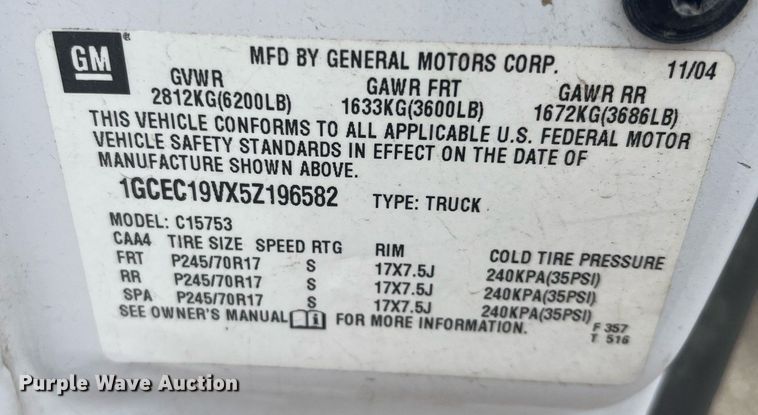 GM
MFD BY GENERAL MOTORS CORP. 11/04
GVWR GAWR FRT GAWR RR
2812KG(6200LB) 1633KG(3600LB) 1672KG(3686LB)
THIS VEHICLE CONFORMS TO ALL APPLICABLE U.S. FEDERAL MOTOR
VEHICLE SAFETY STANDARDS IN EFFECT ON THE DATE OF
MANUFACTURE SHOWN ABOVE.
1GCEC19VX5Z196582 TYPE: TRUCK
MODEL: C15753
CAA4 TIRE SIZE SPEED RTG RIM COLD TIRE PRESSURE
FRT P245/70R17 S 17X7.5J 240KPA(35PSI)
RR P245/70R17 S 17X7.5J 240KPA(35PSI)
SPA P245/70R17 S 17X7.5J 240KPA(35PSI)
SEE OWNER'S MANUAL FOR MORE INFORMATION.
F 357
T 516
Purple Wave Auction